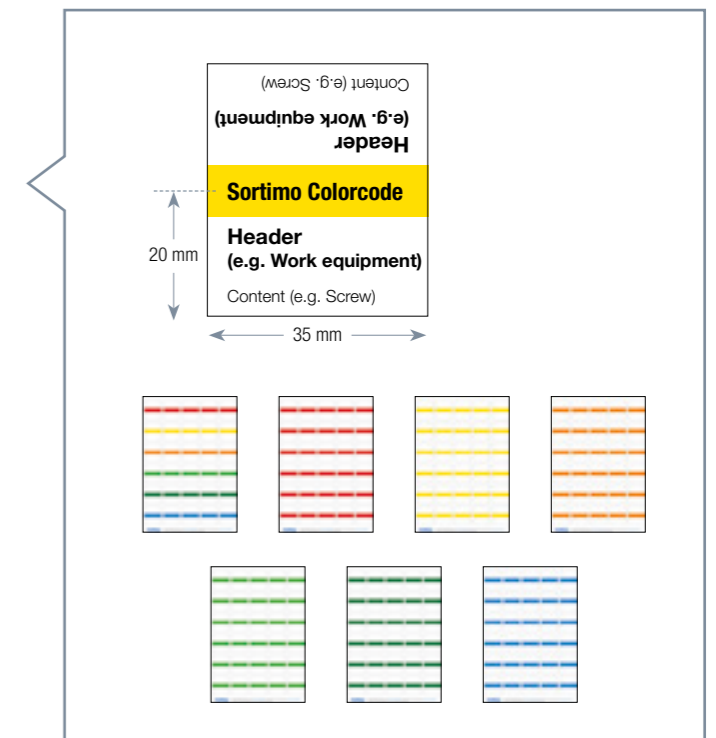 Content (e.g. Screw)
(e.g. Work equipment)
Header
Sortimo Colorcode
Header
(e.g. Work equipment)
Content (e.g. Screw)
20 mm
35 mm